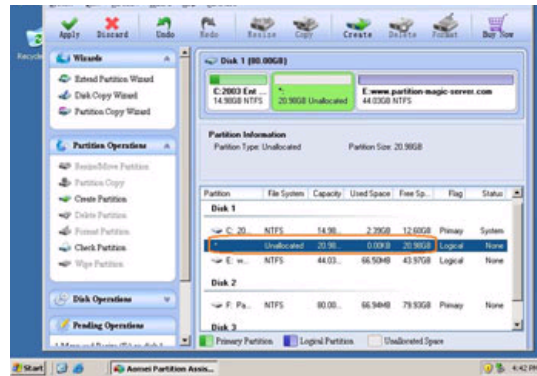 Apply Discard Undo Redo Resize Copy Create Delete Format Buy Now
Recycle
Wizards
Extend Partition Wizard
Disk Copy Wizard
Partition Copy Wizard
Partition Operations
Resize/Move Partition
Partition Copy
Create Partition
Delete Partition
Format Partition
Check Partition
Wipe Partition
Disk Operations
Pending Operations
Disk 1 (80.00GB)
C:2003 Ent ...
14.98GB NTFS
*:
20.98GB Unallocated
E:www.partition-magic-server.com
44.03GB NTFS
Partition Information
Partition Type: Unallocated Partition Size: 20.98GB
Partition File System Capacity Used Space Free Sp... Flag Status
Disk 1
C: 20... NTFS 14.98... 2.39GB 12.60GB Primary System
* Unallocated 20.98... 0.00KB 20.98GB Logical None
E: w... NTFS 44.03... 66.50MB 43.97GB Logical None
Disk 2
F: Pa... NTFS 80.00... 66.94MB 79.93GB Primary None
Disk 3
Primary Partition Logical Partition Unallocated Space
Start Aomei Partition Assis... 4:42 PM